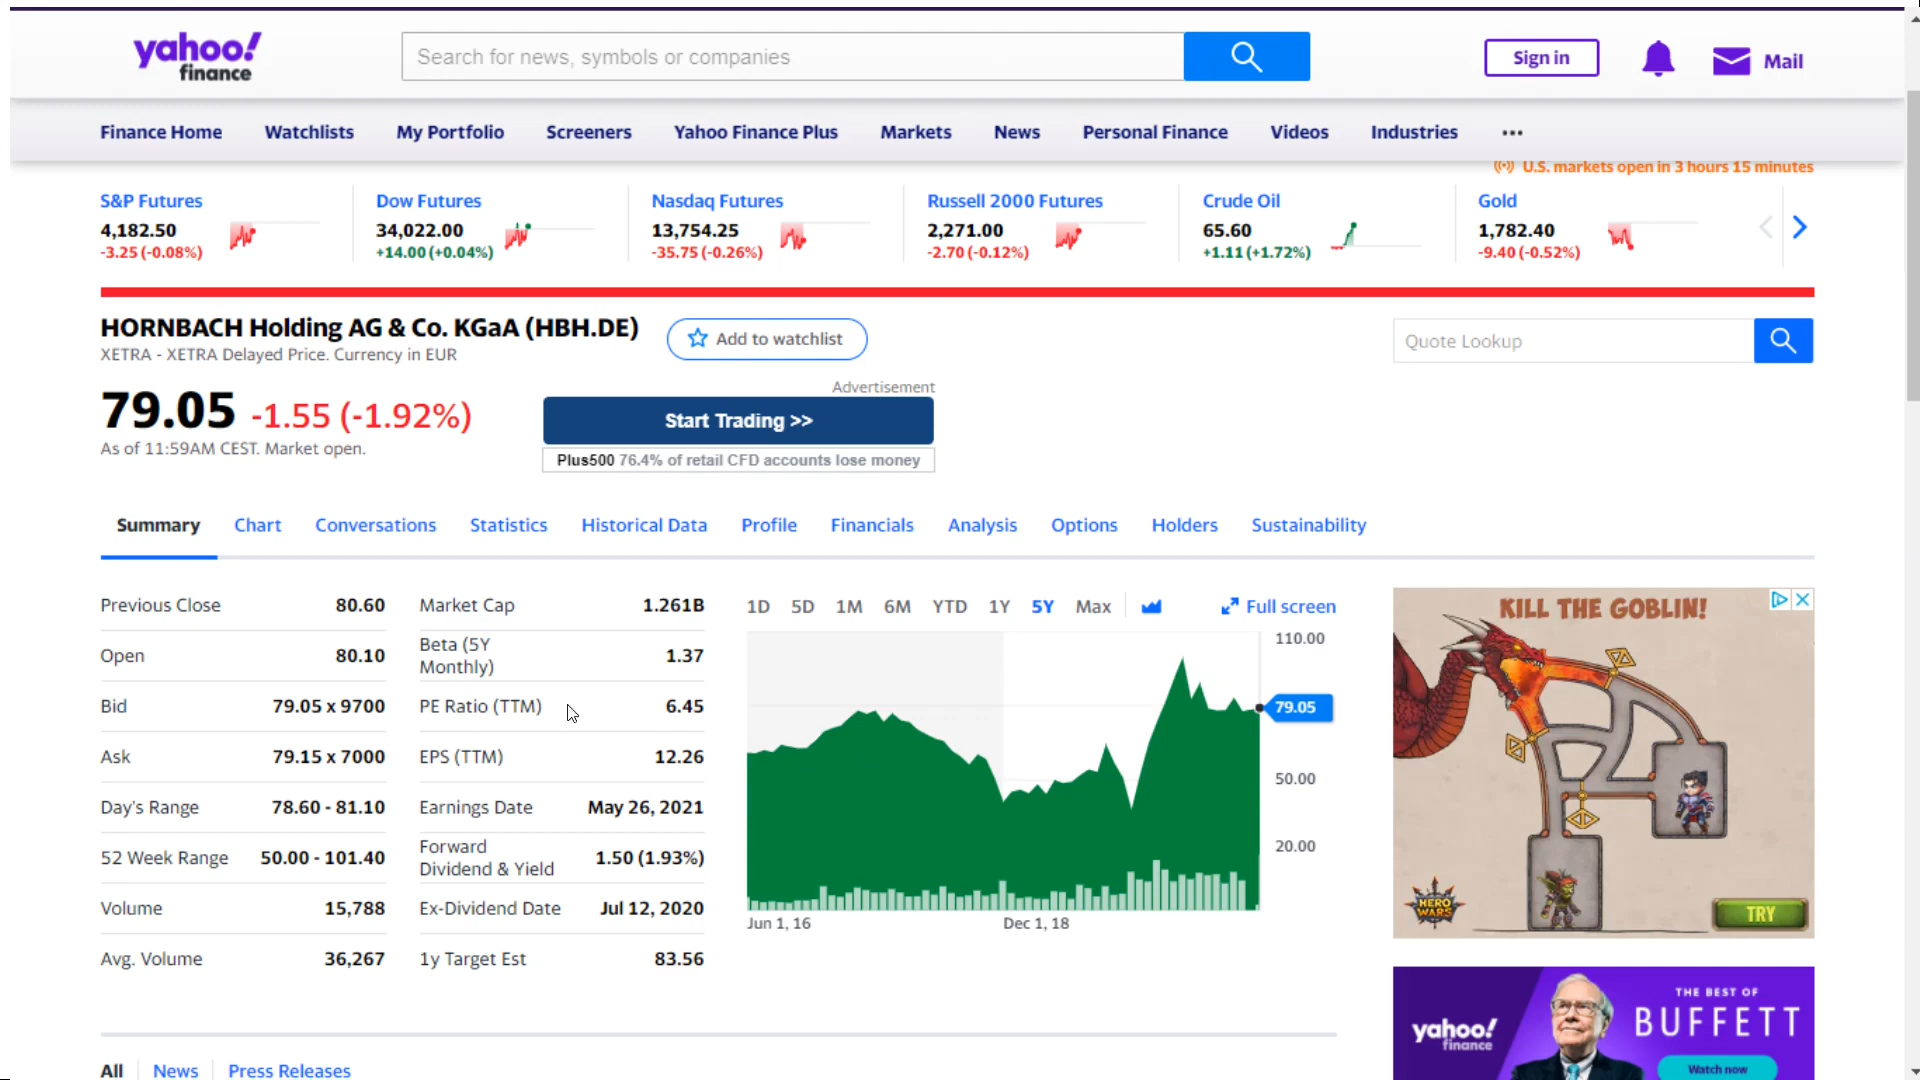 yahoo!
finance
Search for news, symbols or companies
Sign in
Mail
Finance Home
Watchlists
My Portfolio
Screeners
Yahoo Finance Plus
Markets
News
Personal Finance
Videos
Industries
•••
U.S. markets open in 3 hours 15 minutes
S&P Futures
4,182.50
-3.25 (-0.08%)
Dow Futures
34,022.00
+14.00 (+0.04%)
Nasdaq Futures
13,754.25
-35.75 (-0.26%)
Russell 2000 Futures
2,271.00
-2.70 (-0.12%)
Crude Oil
65.60
+1.11 (+1.72%)
Gold
1,782.40
-9.40 (-0.52%)
HORNBACH Holding AG & Co. KGaA (HBH.DE)
XETRA - XETRA Delayed Price. Currency in EUR
Add to watchlist
Quote Lookup
79.05 -1.55 (-1.92%)
As of 11:59AM CEST. Market open.
Advertisement
Start Trading >>
Plus500 76.4% of retail CFD accounts lose money
Summary
Chart
Conversations
Statistics
Historical Data
Profile
Financials
Analysis
Options
Holders
Sustainability
Previous Close 80.60
Open 80.10
Bid 79.05 x 9700
Ask 79.15 x 7000
Day's Range 78.60 - 81.10
52 Week Range 50.00 - 101.40
Volume 15,788
Avg. Volume 36,267
Market Cap 1.261B
Beta (5Y
Monthly) 1.37
PE Ratio (TTM) 6.45
EPS (TTM) 12.26
Earnings Date May 26, 2021
Forward
Dividend & Yield 1.50 (1.93%)
Ex-Dividend Date Jul 12, 2020
1y Target Est 83.56
1D 5D 1M 6M YTD 1Y 5Y Max
Full screen
110.00
79.05
50.00
20.00
Jun 1, 16
Dec 1, 18
KILL THE GOBLIN!
HERO
WARS
TRY
yahoo!
finance
THE BEST OF
BUFFETT
Watch now
All
News
Press Releases